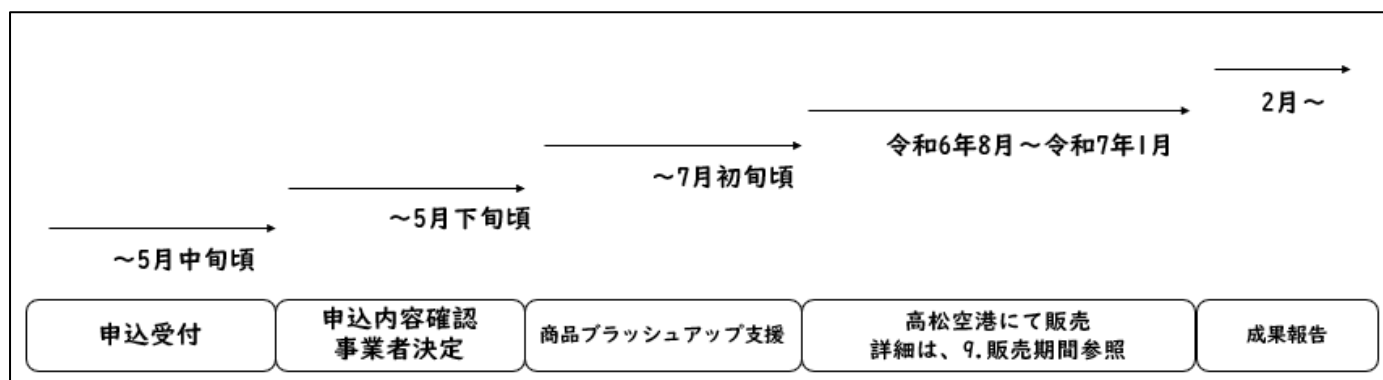 2月~
令和6年8月~令和7年1月
~7月初旬頃
~5月下旬頃
~5月中旬頃
申込受付
申込内容確認
事業者決定
商品ブラッシュアップ支援
高松空港にて販売
詳細は、9.販売期間参照
成果報告